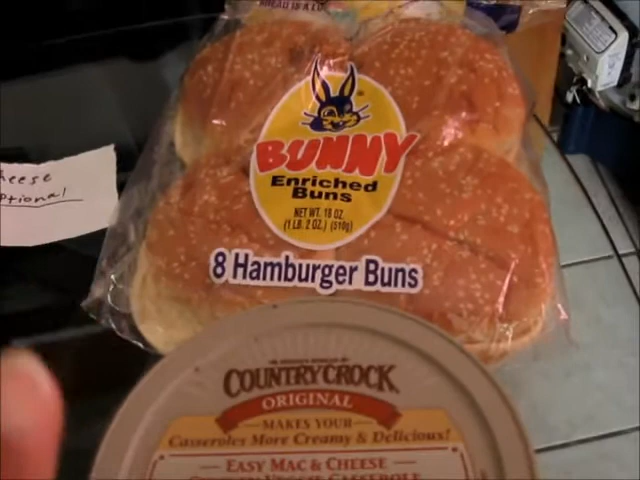 BUNNY
Enriched
Buns
NET WT. 18 OZ.
(1 LB. 2 OZ.) (510g)
8 Hamburger Buns
heese
ptional
COUNTRY CROCK
ORIGINAL
MAKES YOUR
Casseroles More Creamy & Delicious!
EASY MAC & CHEESE